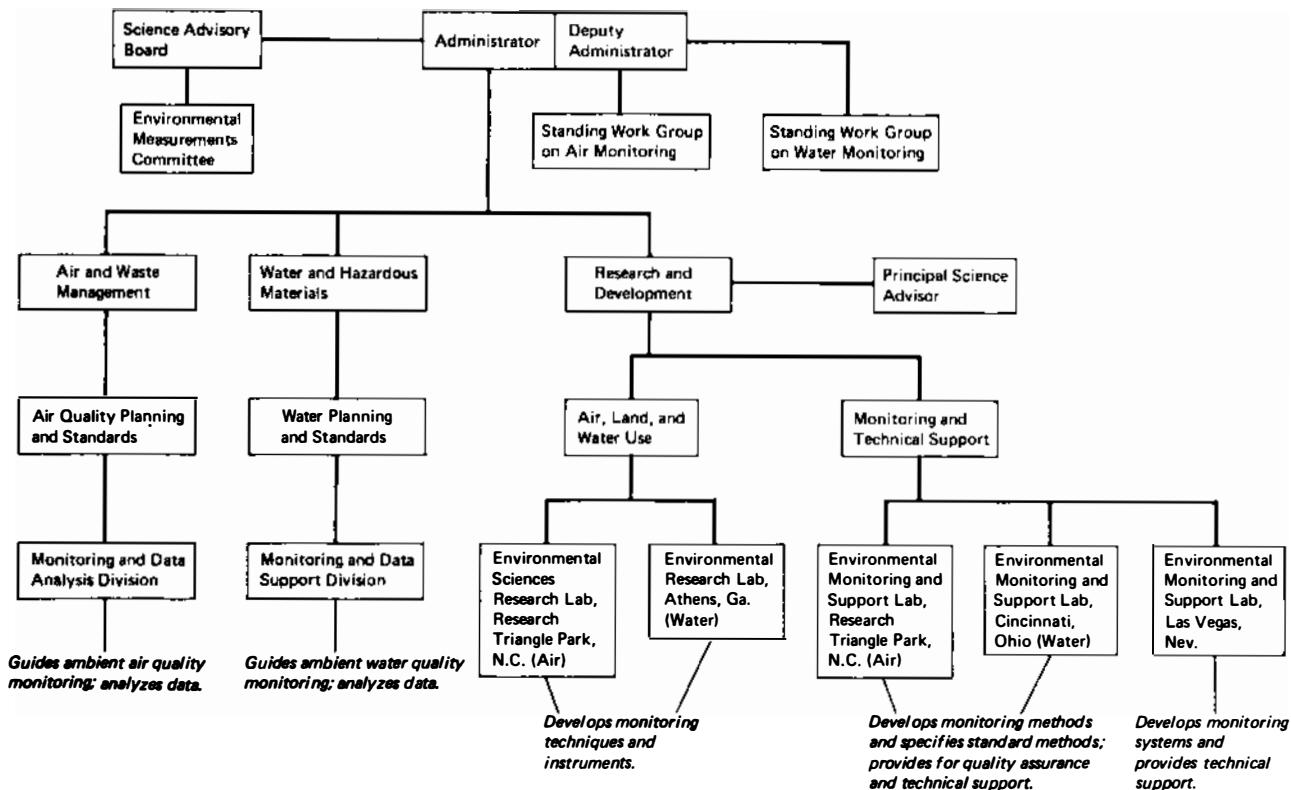 Science Advisory
Board
Administrator
Deputy
Administrator
Environmental
Measurements
Committee
Standing Work Group
on Air Monitoring
Standing Work Group
on Water Monitoring
Air and Waste
Management
Water and Hazardous
Materials
Research and
Development
Principal Science
Advisor
Air Quality Planning
and Standards
Water Planning
and Standards
Air, Land, and
Water Use
Monitoring and
Technical Support
Monitoring and Data
Analysis Division
Monitoring and Data
Support Division
Environmental
Sciences
Research Lab,
Research
Triangle Park,
N.C. (Air)
Environmental
Research Lab,
Athens, Ga.
(Water)
Environmental
Monitoring and
Support Lab,
Research
Triangle Park,
N.C. (Air)
Environmental
Monitoring and
Support Lab,
Cincinnati,
Ohio (Water)
Environmental
Monitoring and
Support Lab,
Las Vegas,
Nev.
Guides ambient air quality
monitoring; analyzes data.
Guides ambient water quality
monitoring; analyzes data.
Develops monitoring
techniques and
instruments.
Develops monitoring methods
and specifies standard methods;
provides for quality assurance
and technical support.
Develops monitoring
systems and
provides technical
support.